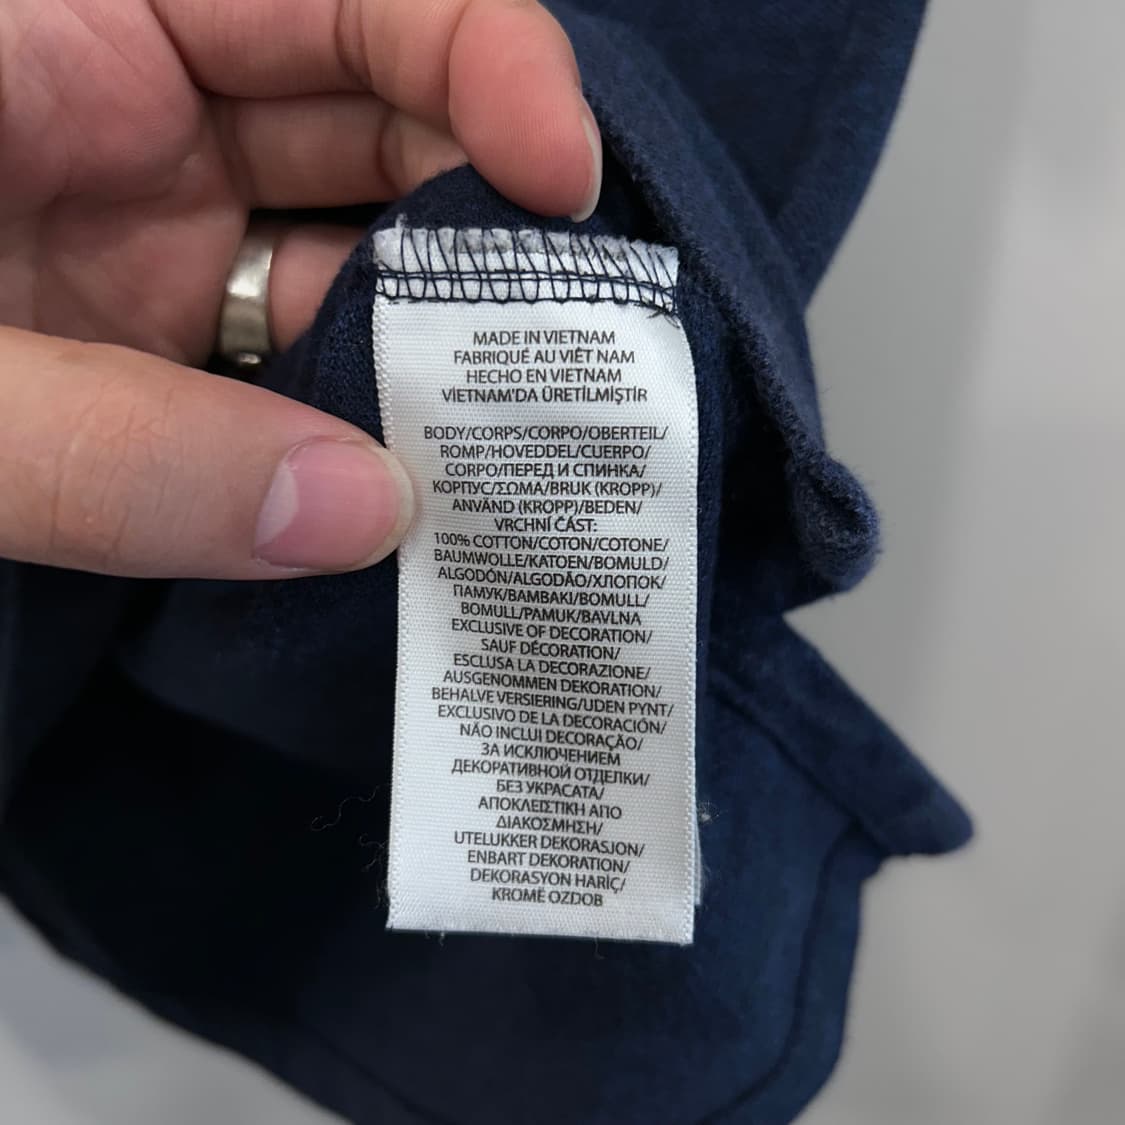 MADE IN VIETNAM
FABRIQUÉ AU VIÊT NAM
HECHO EN VIETNAM
VİETNAM'DA ÜRETİLMİŞTİR
BODY/CORPS/CORPO/OBERTEIL/
ROMP/HOVEDDEL/CUERPO/
CORPO/ПЕРЕД И СПИНКА/
КОРПУС/ΣΩΜΑ/BRUK (KROPP)/
ANVÄND (KROPP)/BEDEN/
VRCHNÍ ČÁST:
100% COTTON/COTON/COTONE/
BAUMWOLLE/KATOEN/BOMULD/
ALGODÓN/ALGODÃO/ХЛОПОК/
ПАМУК/ΒΑΜΒΑΚΙ/BOMULL/
BOMULL/PAMUK/BAVLNA
EXCLUSIVE OF DECORATION/
SAUF DÉCORATION/
ESCLUSA LA DECORAZIONE/
AUSGENOMMEN DEKORATION/
BEHALVE VERSIERING/UDEN PYNT/
EXCLUSIVO DE LA DECORACIÓN/
NÃO INCLUI DECORAÇÃO/
ЗА ИСКЛЮЧЕНИЕМ
ДЕКОРАТИВНОЙ ОТДЕЛКИ/
БЕЗ УКРАСАТА/
ΑΠΟΚΛΕΙΣΤΙΚΗ ΑΠΟ
ΔΙΑΚΟΣΜΗΣΗ/
UTELUKKER DEKORASJON/
ENBART DEKORATION/
DEKORASYON HARİÇ/
KROMĚ OZDOB